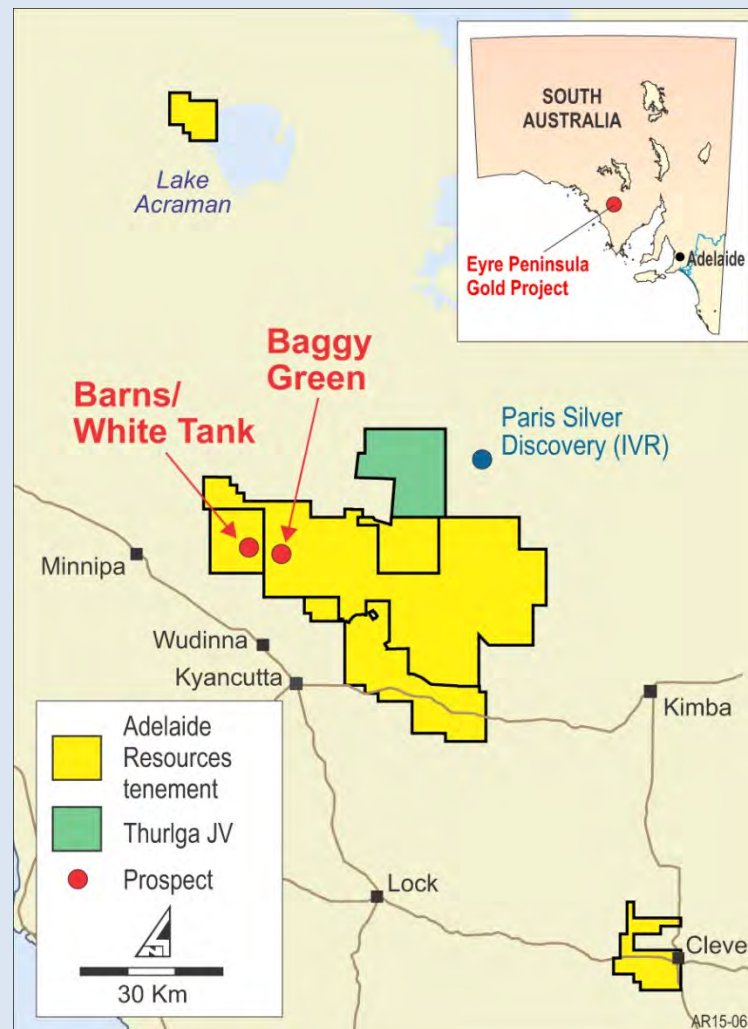 SOUTH
AUSTRALIA
Adelaide
Eyre Peninsula
Gold Project
Lake
Acraman
Baggy
Green
Barns/
White Tank
Paris Silver
Discovery (IVR)
Minnipa
Wudinna
Kyancutta
Kimba
Lock
Cleve
Adelaide
Resources
tenement
Thurlga JV
Prospect
N
30 Km
AR15-06